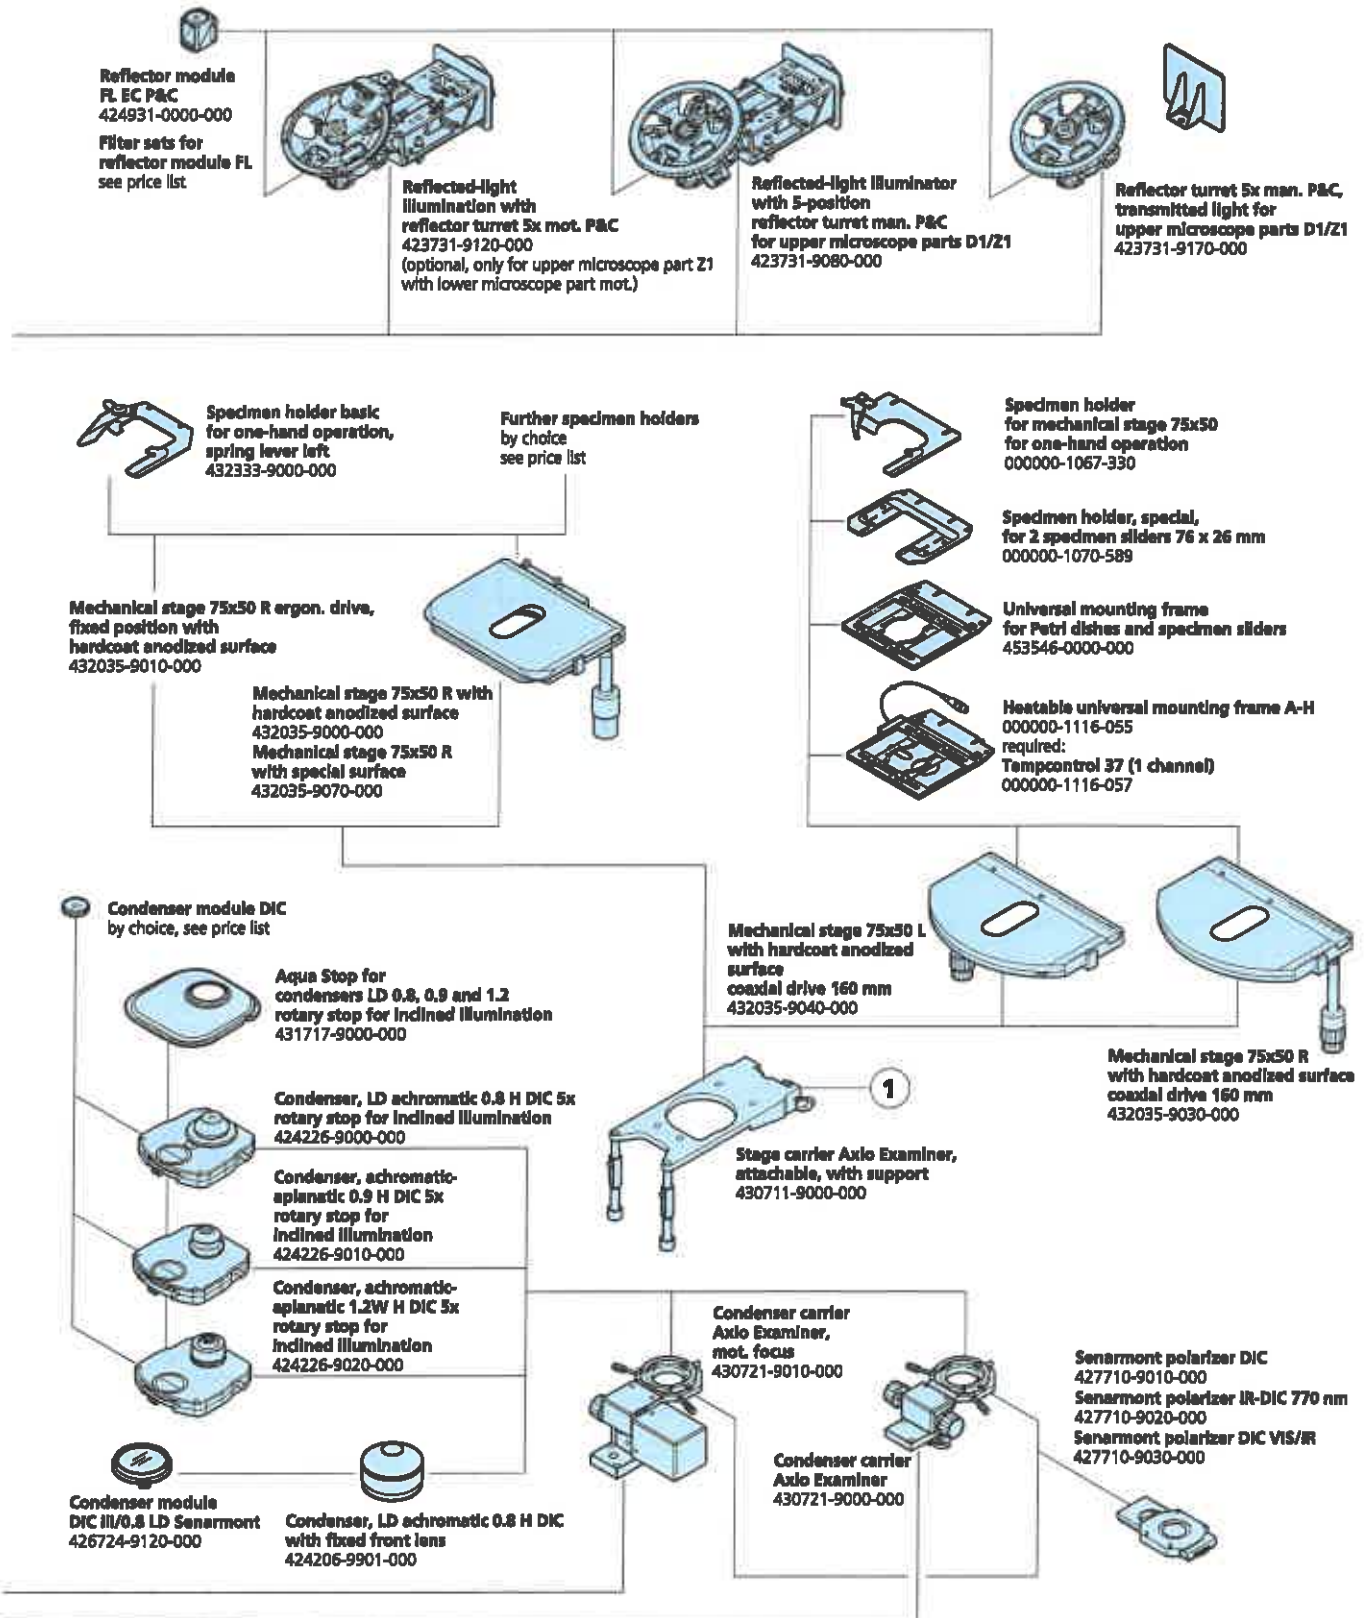 Reflector module
FL EC P&C
424931-0000-000
Filter sets for
reflector module FL
see price list
Reflected-light
illumination with
reflector turret 5x mot. P&C
423731-9120-000
(optional, only for upper microscope part Z1
with lower microscope part mot.)
Reflected-light illuminator
with 5-position
reflector turret man. P&C
for upper microscope parts D1/Z1
423731-9080-000
Reflector turret 5x man. P&C,
transmitted light for
upper microscope parts D1/Z1
423731-9170-000
Specimen holder basic
for one-hand operation,
spring lever left
432333-9000-000
Further specimen holders
by choice
see price list
Specimen holder
for mechanical stage 75x50
for one-hand operation
000000-1067-330
Specimen holder, special,
for 2 specimen sliders 76 x 26 mm
000000-1070-589
Universal mounting frame
for Petri dishes and specimen sliders
453546-0000-000
Heatable universal mounting frame A-H
000000-1116-055
required:
Tempcontrol 37 (1 channel)
000000-1116-057
Mechanical stage 75x50 R ergon. drive,
fixed position with
hardcoat anodized surface
432035-9010-000
Mechanical stage 75x50 R with
hardcoat anodized surface
432035-9000-000
Mechanical stage 75x50 R
with special surface
432035-9070-000
Condenser module DIC
by choice, see price list
Aqua Stop for
condensers LD 0.8, 0.9 and 1.2
rotary stop for inclined illumination
431717-9000-000
Mechanical stage 75x50 L
with hardcoat anodized
surface
coaxial drive 160 mm
432035-9040-000
Mechanical stage 75x50 R
with hardcoat anodized surface
coaxial drive 160 mm
432035-9030-000
Condenser, LD achromatic 0.8 H DIC 5x
rotary stop for inclined illumination
424226-9000-000
1
Stage carrier Axio Examiner,
attachable, with support
430711-9000-000
Condenser, achromatic-
aplanatic 0.9 H DIC 5x
rotary stop for
inclined illumination
424226-9010-000
Condenser, achromatic-
aplanatic 1.2W H DIC 5x
rotary stop for
inclined illumination
424226-9020-000
Condenser carrier
Axio Examiner,
mot. focus
430721-9010-000
Senarmont polarizer DIC
427710-9010-000
Senarmont polarizer IR-DIC 770 nm
427710-9020-000
Senarmont polarizer DIC VIS/IR
427710-9030-000
Condenser carrier
Axio Examiner
430721-9000-000
Condenser module
DIC III/0.8 LD Senarmont
426724-9120-000
Condenser, LD achromatic 0.8 H DIC
with fixed front lens
424206-9901-000